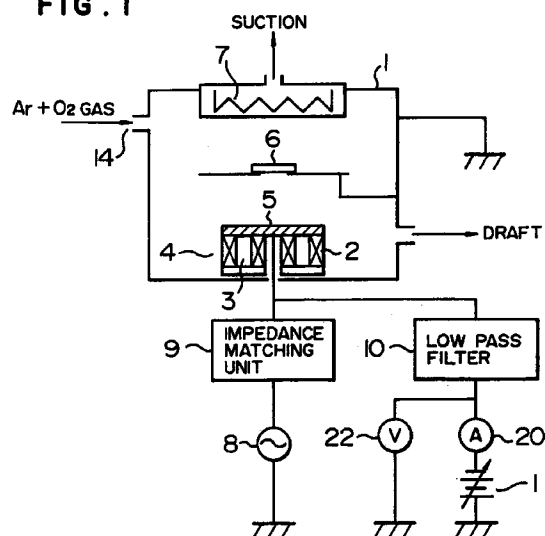 FIG. 1
SUCTION
7
1
Ar + O2 GAS
14
6
5
4
2
3
DRAFT
9
IMPEDANCE
MATCHING
UNIT
10
LOW PASS
FILTER
8
22
V
A
20
1